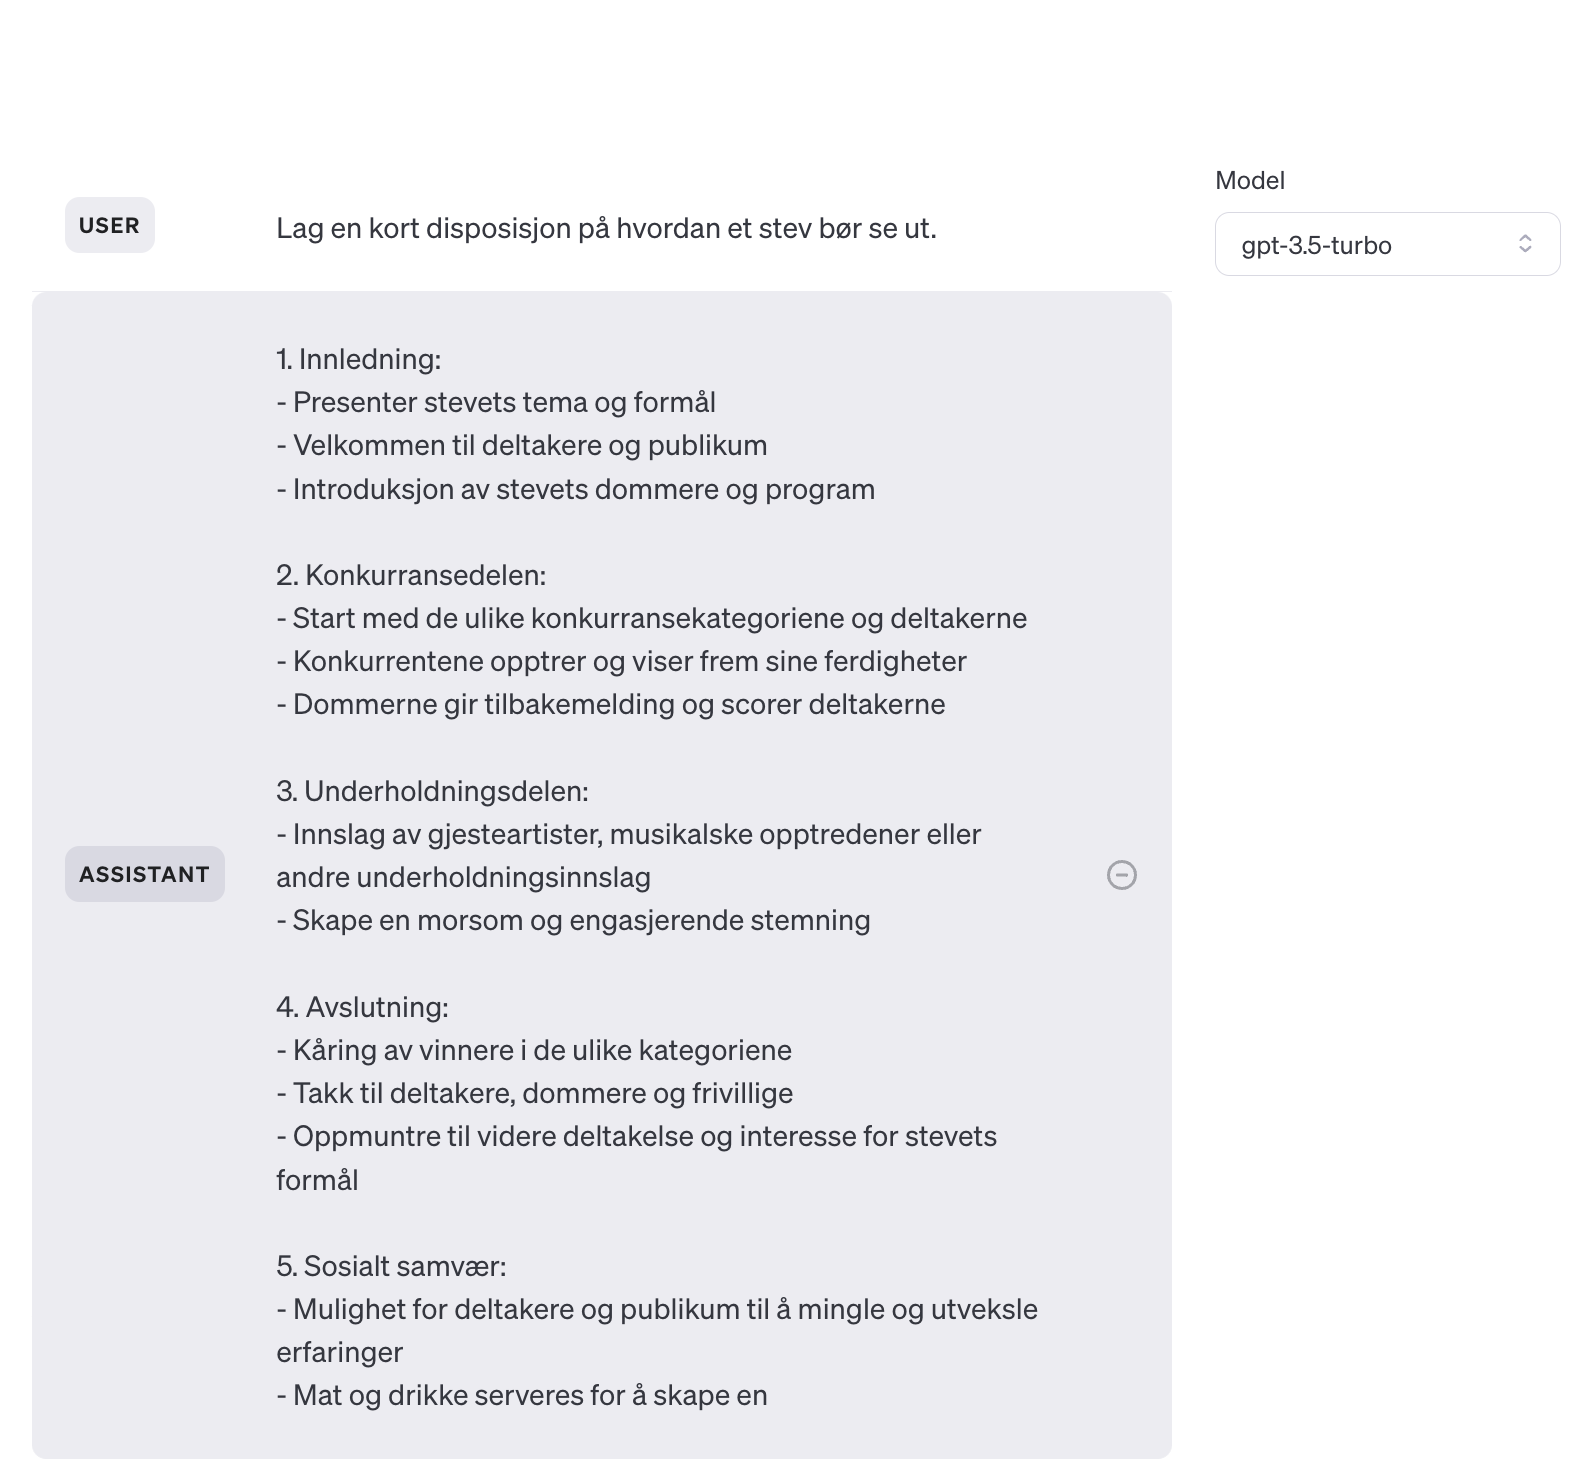 Model
USER
Lag en kort disposisjon på hvordan et stev bør se ut.
gpt-3.5-turbo
1. Innledning:
- Presenter stevets tema og formål
- Velkommen til deltakere og publikum
- Introduksjon av stevets dommere og program
2. Konkurransedelen:
- Start med de ulike konkurransekategoriene og deltakerne
- Konkurrentene opptrer og viser frem sine ferdigheter
- Dommerne gir tilbakemelding og scorer deltakerne
3. Underholdningsdelen:
- Innslag av gjesteartister, musikalske opptredener eller
andre underholdningsinnslag
ASSISTANT
- Skape en morsom og engasjerende stemning
4. Avslutning:
- Kåring av vinnere i de ulike kategoriene
- Takk til deltakere, dommere og frivillige
- Oppmuntre til videre deltakelse og interesse for stevets
formål
5. Sosialt samvær:
- Mulighet for deltakere og publikum til å mingle og utveksle
erfaringer
- Mat og drikke serveres for å skape en